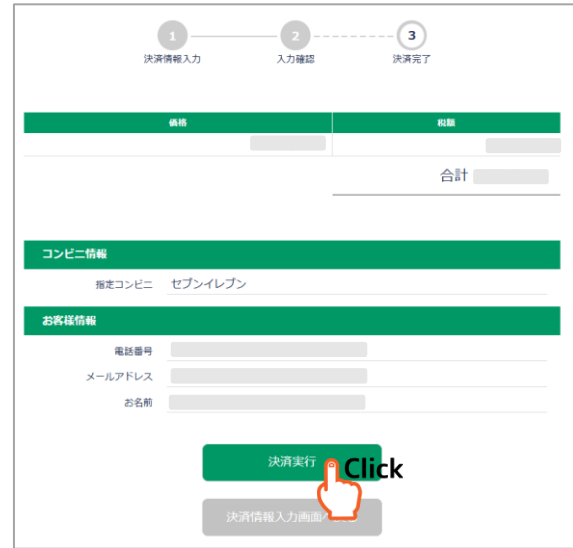 1
2
3
決済情報入力
入力確認
決済完了
価格
税額
合計
コンビニ情報
指定コンビニ
セブンイレブン
お客様情報
電話番号
メールアドレス
お名前
決済実行
Click
決済情報入力画面へ